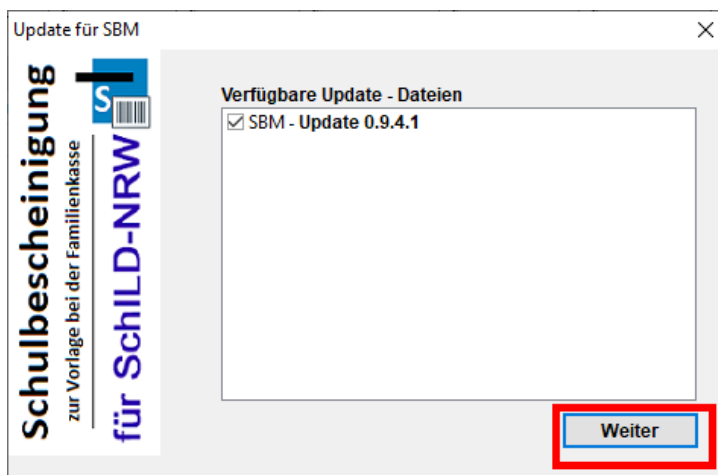 Update für SBM
Schulbescheinigung
zur Vorlage bei der Familienkasse
für SchILD-NRW
S
Verfügbare Update - Dateien
SBM - Update 0.9.4.1
Weiter